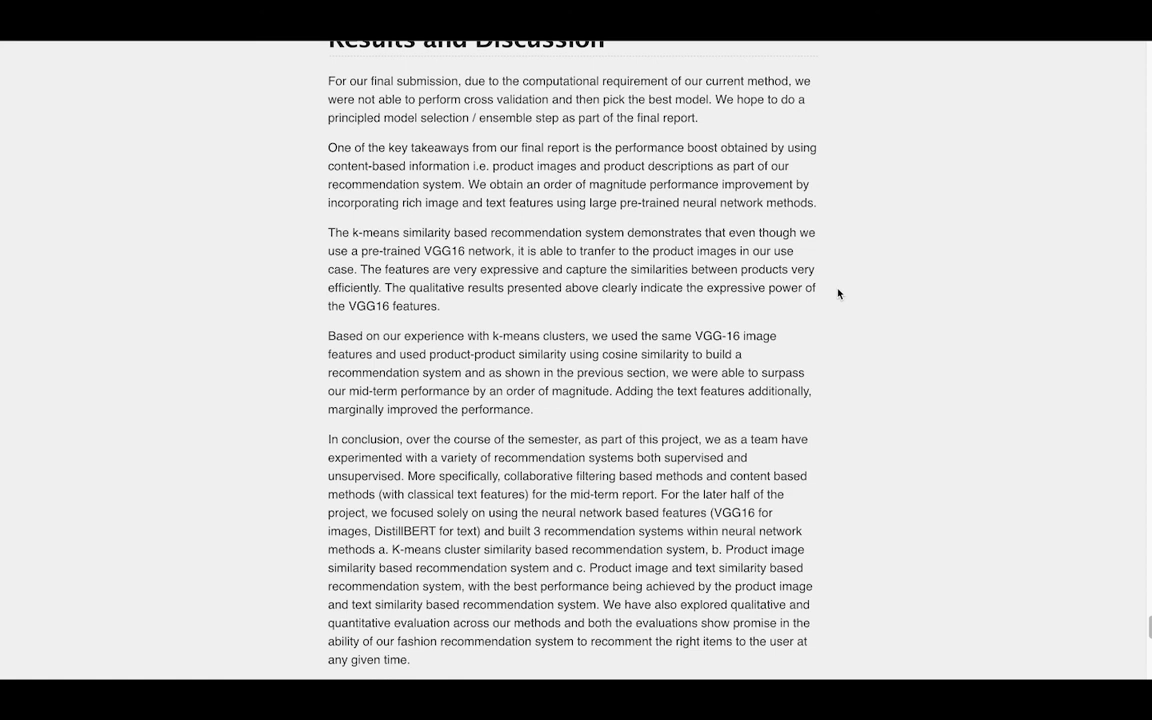 Results and Discussion
For our final submission, due to the computational requirement of our current method, we
were not able to perform cross validation and then pick the best model. We hope to do a
principled model selection / ensemble step as part of the final report.
One of the key takeaways from our final report is the performance boost obtained by using
content-based information i.e. product images and product descriptions as part of our
recommendation system. We obtain an order of magnitude performance improvement by
incorporating rich image and text features using large pre-trained neural network methods.
The k-means similarity based recommendation system demonstrates that even though we
use a pre-trained VGG16 network, it is able to tranfer to the product images in our use
case. The features are very expressive and capture the similarities between products very
efficiently. The qualitative results presented above clearly indicate the expressive power of
the VGG16 features.
Based on our experience with k-means clusters, we used the same VGG-16 image
features and used product-product similarity using cosine similarity to build a
recommendation system and as shown in the previous section, we were able to surpass
our mid-term performance by an order of magnitude. Adding the text features additionally,
marginally improved the performance.
In conclusion, over the course of the semester, as part of this project, we as a team have
experimented with a variety of recommendation systems both supervised and
unsupervised. More specifically, collaborative filtering based methods and content based
methods (with classical text features) for the mid-term report. For the later half of the
project, we focused solely on using the neural network based features (VGG16 for
images, DistillBERT for text) and built 3 recommendation systems within neural network
methods a. K-means cluster similarity based recommendation system, b. Product image
similarity based recommendation system and c. Product image and text similarity based
recommendation system, with the best performance being achieved by the product image
and text similarity based recommendation system. We have also explored qualitative and
quantitative evaluation across our methods and both the evaluations show promise in the
ability of our fashion recommendation system to recomment the right items to the user at
any given time.